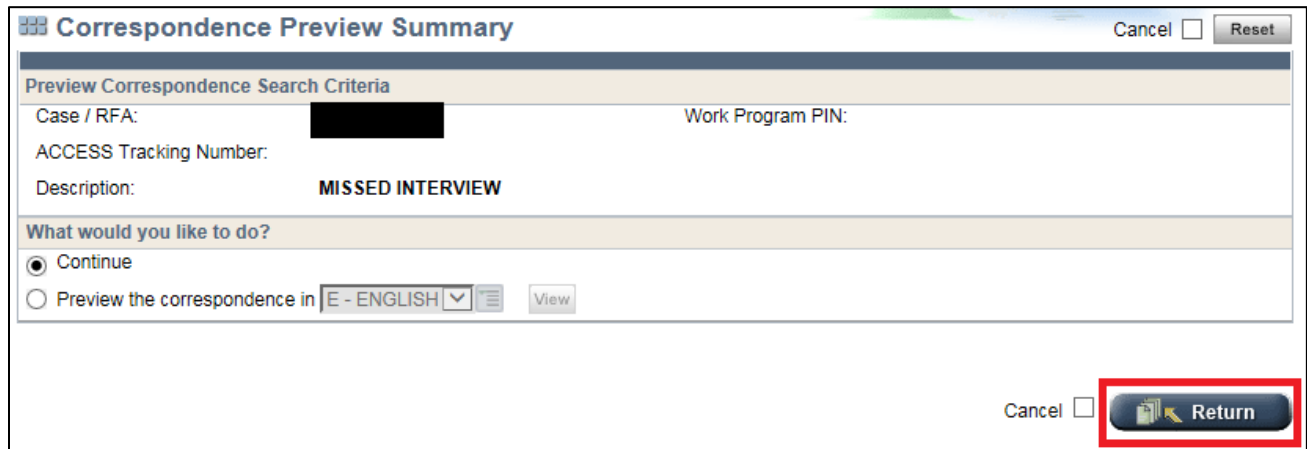 Correspondence Preview Summary
Cancel Reset
Preview Correspondence Search Criteria
Case / RFA: Work Program PIN:
ACCESS Tracking Number:
Description: MISSED INTERVIEW
What would you like to do?
Continue
Preview the correspondence in E - ENGLISH View
Cancel Return